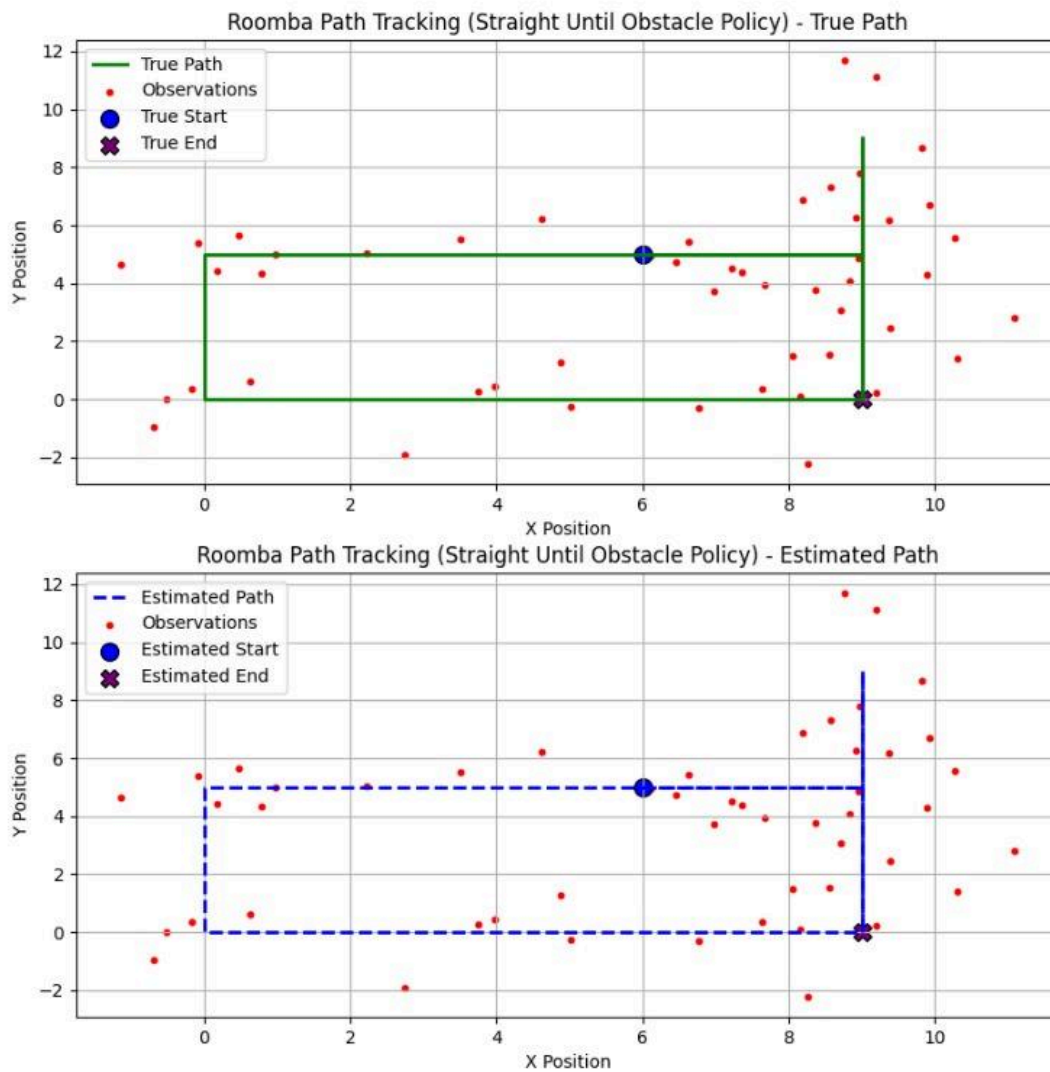 Roomba Path Tracking (Straight Until Obstacle Policy) - True Path
12
10
8
6
4
2
0
−2
Y Position
True Path
Observations
True Start
True End
0 2 4 6 8 10
X Position
Roomba Path Tracking (Straight Until Obstacle Policy) - Estimated Path
12
10
8
6
4
2
0
−2
Y Position
Estimated Path
Observations
Estimated Start
Estimated End
0 2 4 6 8 10
X Position